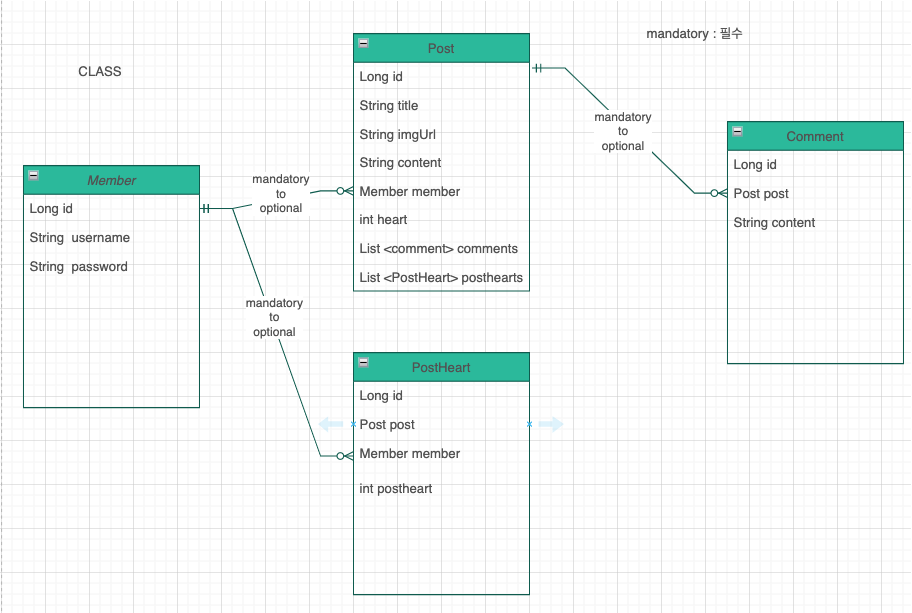 mandatory : 필수
CLASS
Member
Long id
String  username
String  password
mandatory
to
optional
mandatory
to
optional
Post
Long id
String title
String imgUrl
String content
Member member
int heart
List <comment> comments
List <PostHeart> posthearts
PostHeart
Long id
Post post
Member member
int postheart
mandatory
to
optional
Comment
Long id
Post post
String content